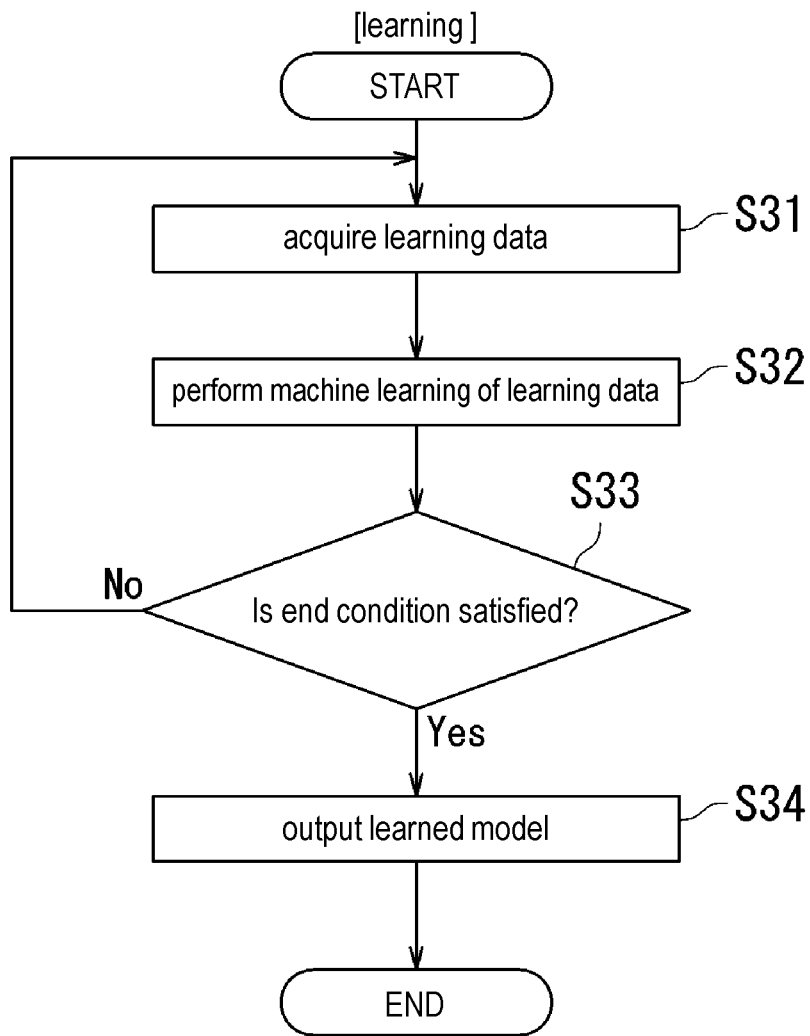 [learning ]
START
acquire learning data
S31
perform machine learning of learning data
S32
S33
No
Is end condition satisfied?
Yes
output learned model
S34
END